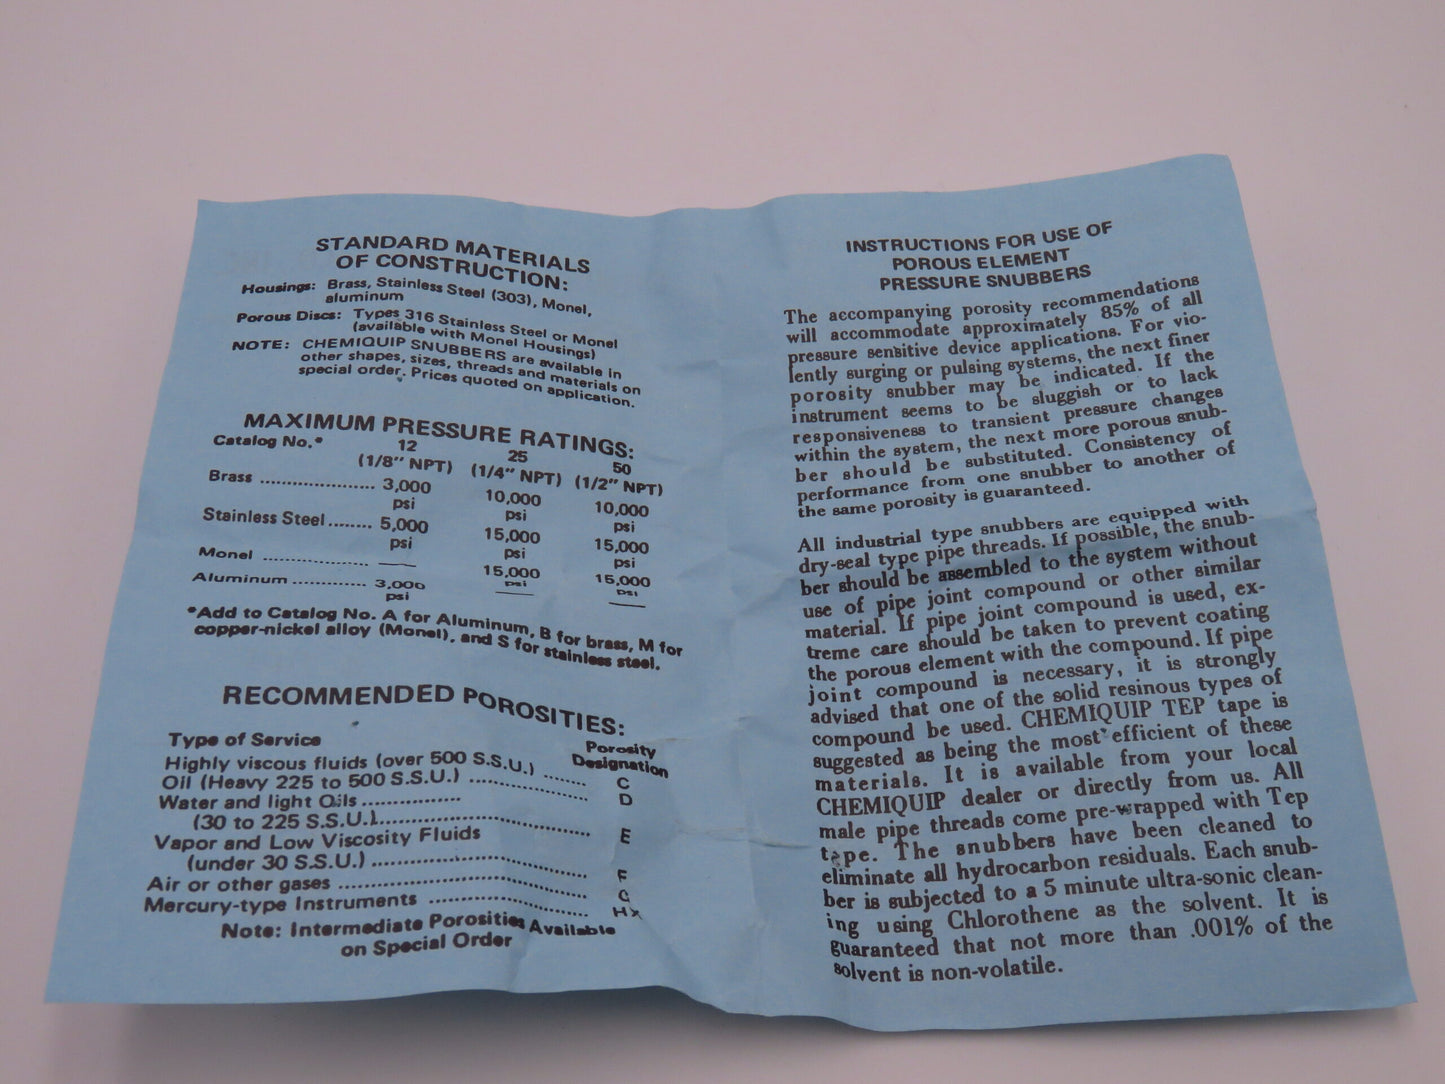 STANDARD MATERIALS
OF CONSTRUCTION:
Housings: Brass, Stainless Steel (303), Monel,
aluminum
Porous Discs: Types 316 Stainless Steel or Monel
(available with Monel Housings)
NOTE: CHEMIQUIP SNUBBERS are available in
other shapes, sizes, threads and materials on
special order. Prices quoted on application.
MAXIMUM PRESSURE RATINGS:
Catalog No.* 12 25 50
(1/8" NPT) (1/4" NPT) (1/2" NPT)
Brass .................... 3,000 10,000 10,000
psi psi psi
Stainless Steel ........ 5,000 15,000 15,000
psi psi psi
Monel .................... —— 15,000 15,000
psi psi
Aluminum .............. 3,000 —— ——
psi
*Add to Catalog No. A for Aluminum, B for brass, M for
copper-nickel alloy (Monel), and S for stainless steel.
RECOMMENDED POROSITIES:
Type of Service Porosity
Designation
Highly viscous fluids (over 500 S.S.U.) ....... C
Oil (Heavy 225 to 500 S.S.U.) ..................... D
Water and light Oils ................
(30 to 225 S.S.U.)..................................... E
Vapor and Low Viscosity Fluids
(under 30 S.S.U.) ..................................... F
Air or other gases ......................................... G
Mercury-type Instruments ........................... Hx
Note: Intermediate Porosities Available
on Special Order
INSTRUCTIONS FOR USE OF
POROUS ELEMENT
PRESSURE SNUBBERS
The accompanying porosity recommendations
will accommodate approximately 85% of all
pressure sensitive device applications. For vio-
lently surging or pulsing systems, the next finer
porosity snubber may be indicated. If the
instrument seems to be sluggish or to lack
responsiveness to transient pressure changes
within the system, the next more porous snub-
ber should be substituted. Consistency of
performance from one snubber to another of
the same porosity is guaranteed.
All industrial type snubbers are equipped with
dry-seal type pipe threads. If possible, the snub-
ber should be assembled to the system without
use of pipe joint compound or other similar
material. If pipe joint compound is used, ex-
treme care should be taken to prevent coating
the porous element with the compound. If pipe
joint compound is necessary, it is strongly
advised that one of the solid resinous types of
compound be used. CHEMIQUIP TEP tape is
suggested as being the most efficient of these
materials. It is available from your local
CHEMIQUIP dealer or directly from us. All
male pipe threads come pre-wrapped with Tep
tape. The snubbers have been cleaned to
eliminate all hydrocarbon residuals. Each snub-
ber is subjected to a 5 minute ultra-sonic clean-
ing using Chlorothene as the solvent. It is
guaranteed that not more than .001% of the
solvent is non-volatile.